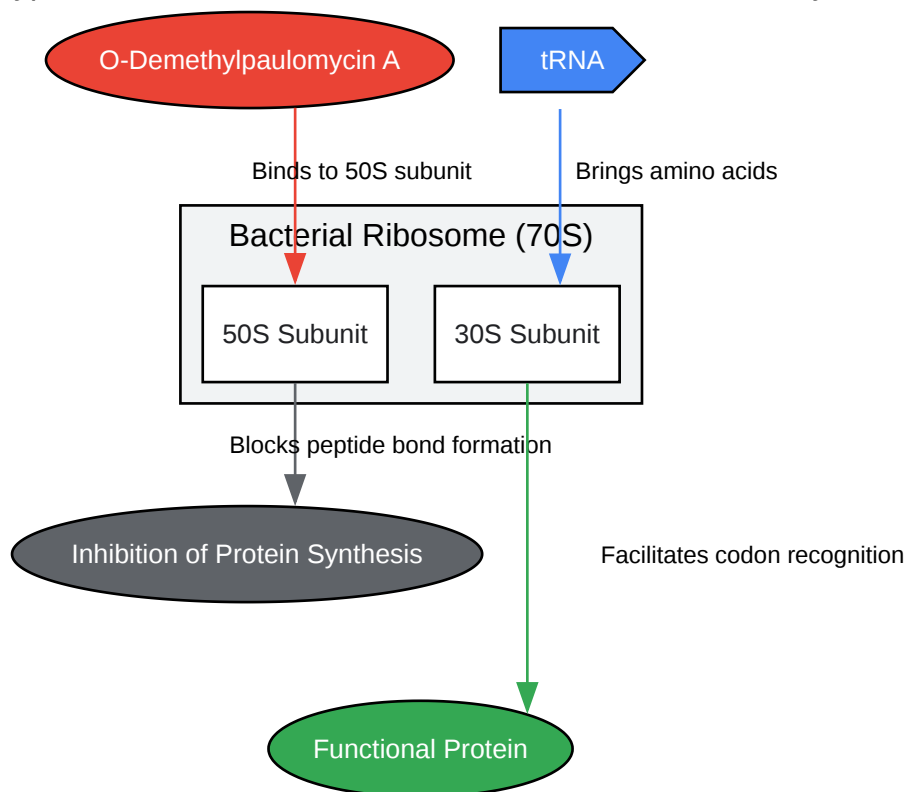 O-Demethylpaulomycin A
tRNA
Binds to 50S subunit
Brings amino acids
Bacterial Ribosome (70S)
50S Subunit
30S Subunit
Blocks peptide bond formation
Inhibition of Protein Synthesis
Facilitates codon recognition
Functional Protein